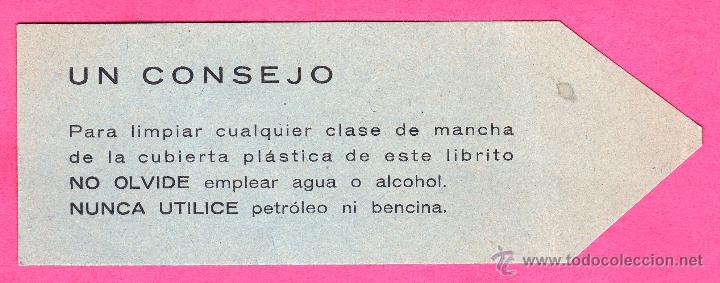 UN CONSEJO
Para limpiar cualquier clase de mancha
de la cubierta plástica de este librito
NO OLVIDE emplear agua o alcohol.
NUNCA UTILICE petróleo ni bencina.
www.todocoleccion.net